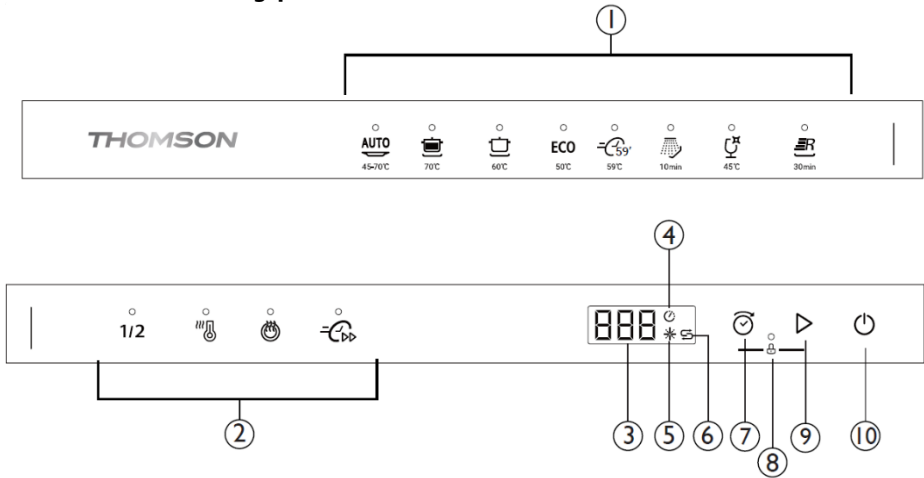 1
THOMSON
AUTO ECO 59'
45-70℃ 70℃ 60℃ 50℃ 59℃ 10min 45℃ R 30min
4
1/2 888
2 3 5 6 7 8 9 10